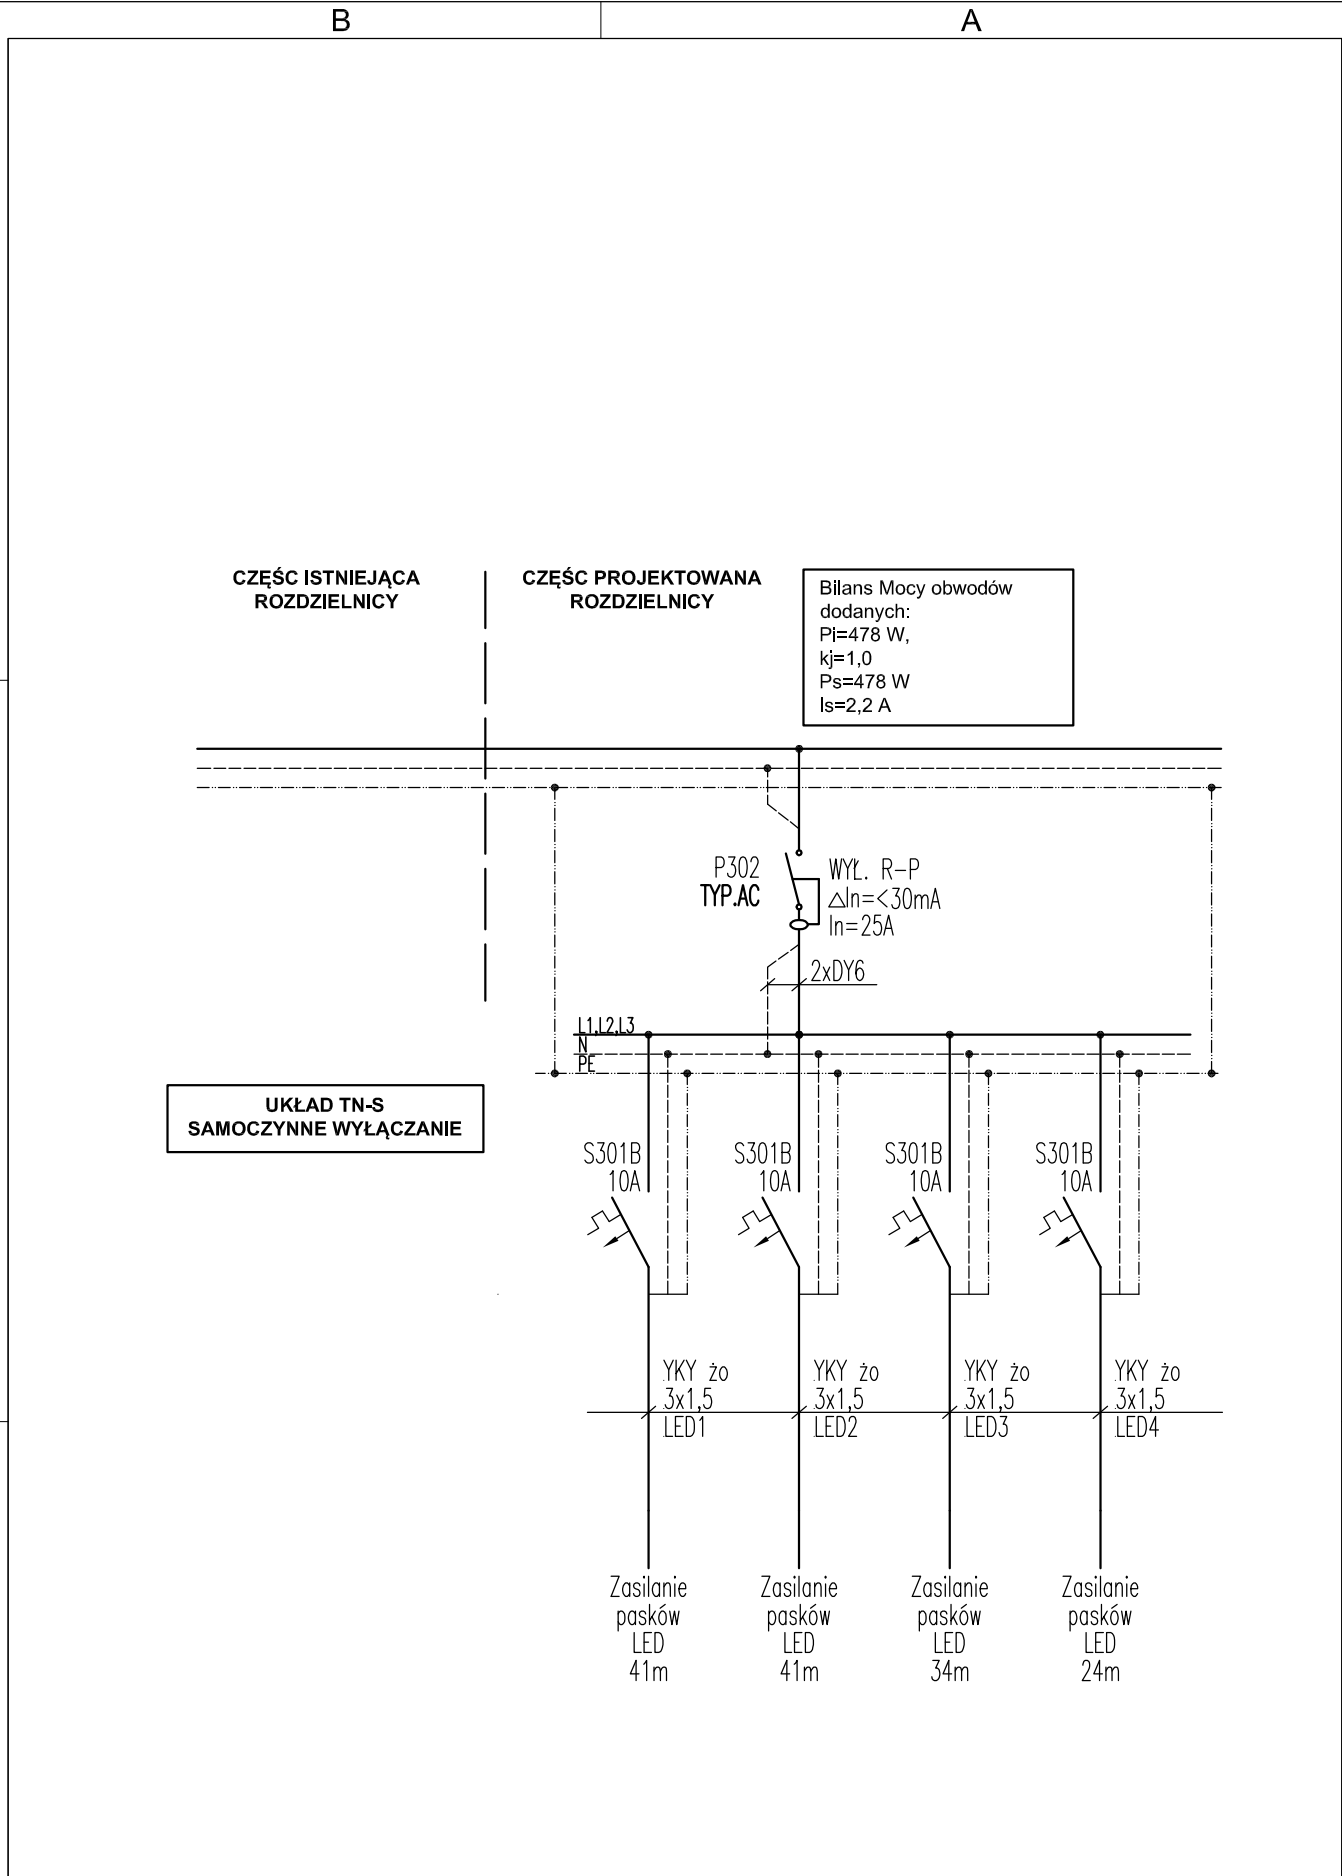 B
A
CZĘŚC ISTNIEJĄCA
ROZDZIELNICY
CZĘŚC PROJEKTOWANA
ROZDZIELNICY
Bilans Mocy obwodów
dodanych:
Pi=478 W,
kj=1,0
Ps=478 W
Is=2,2 A
P302
TYP.AC
WYŁ. R-P
△In=<30mA
In=25A
2xDY6
L1,L2,L3
N
PE
UKŁAD TN-S
SAMOCZYNNE WYŁĄCZANIE
S301B
10A
S301B
10A
S301B
10A
S301B
10A
YKY żo
3x1,5
LED1
YKY żo
3x1,5
LED2
YKY żo
3x1,5
LED3
YKY żo
3x1,5
LED4
Zasilanie
pasków
LED
41m
Zasilanie
pasków
LED
41m
Zasilanie
pasków
LED
34m
Zasilanie
pasków
LED
24m